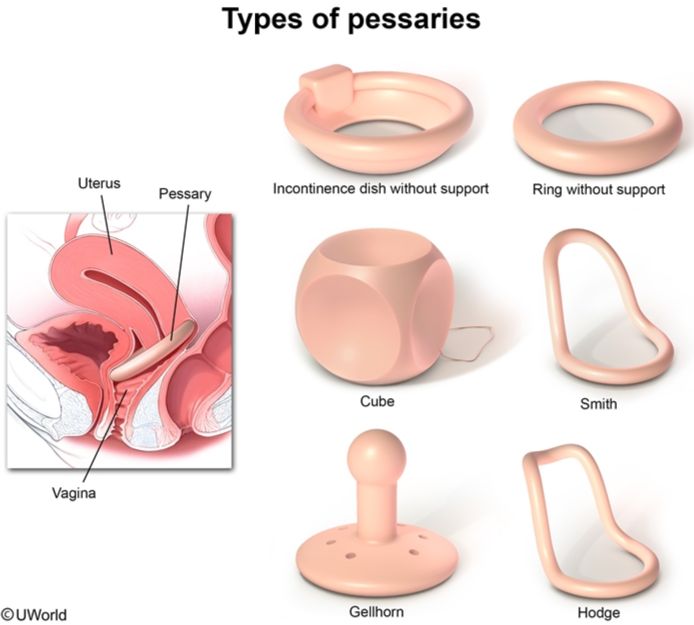 Types of pessaries
Uterus
Pessary
Vagina
Incontinence dish without support
Ring without support
Cube
Smith
Gellhorn
Hodge
©UWorld